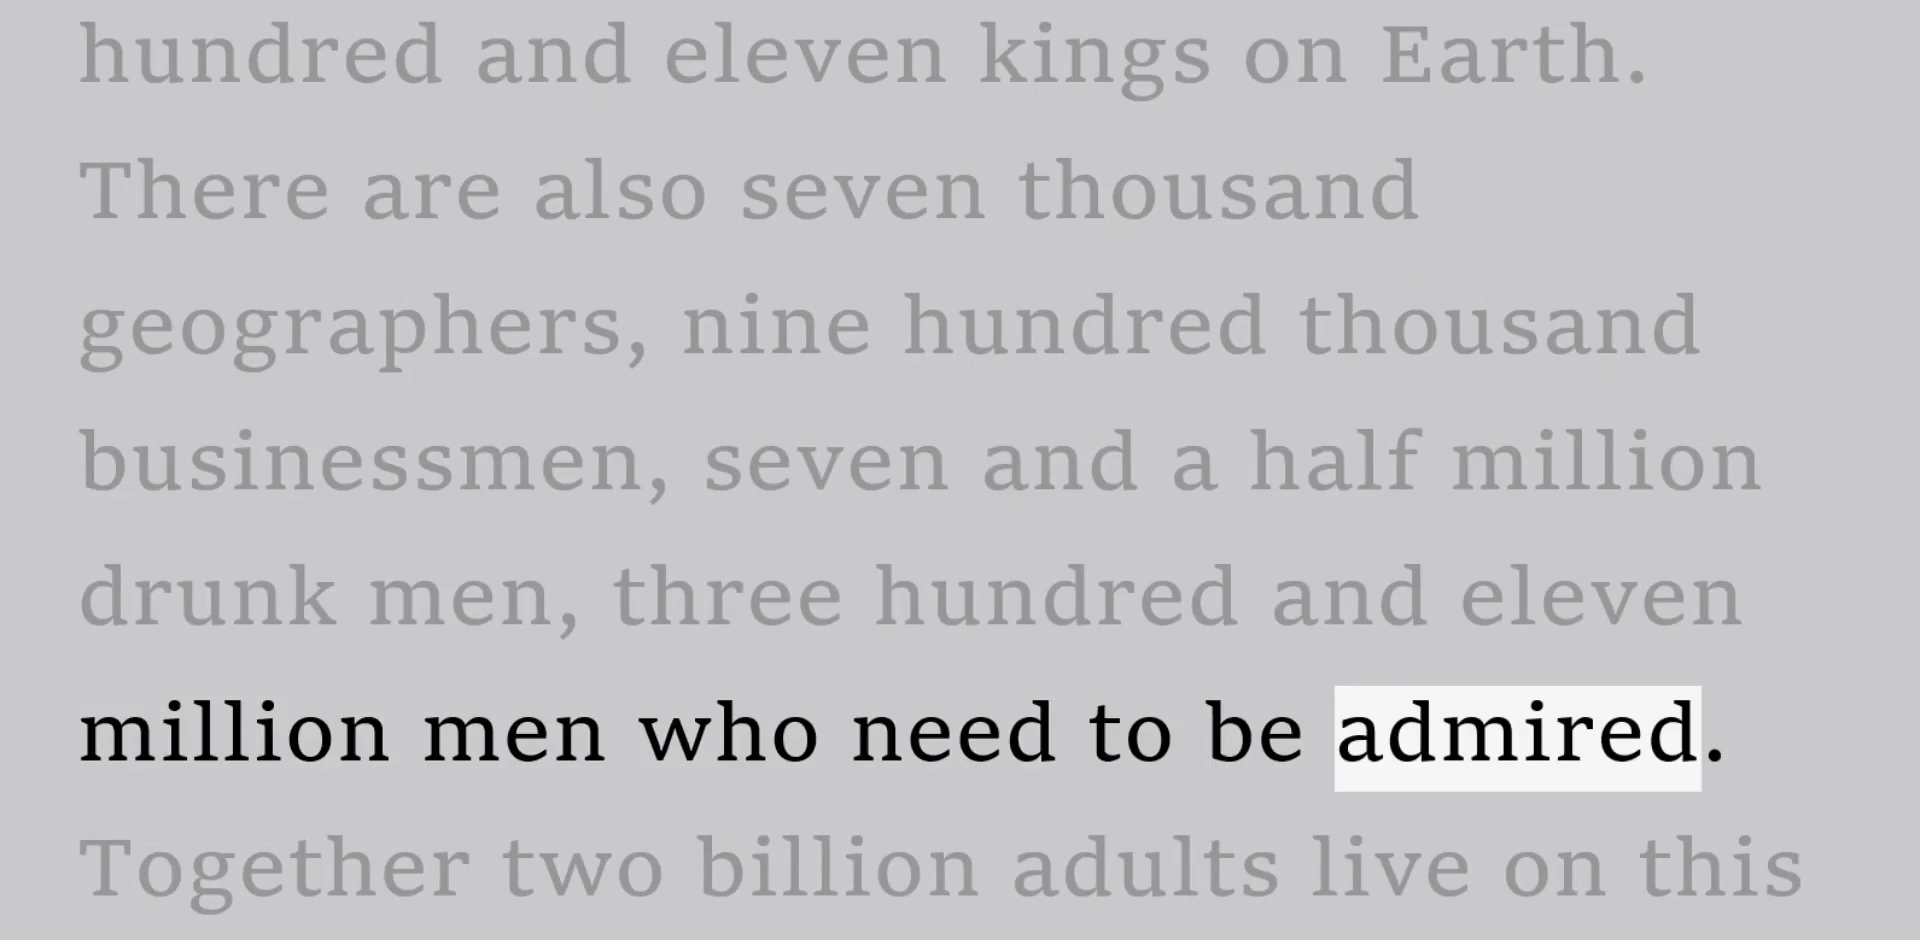 hundred and eleven kings on Earth.
There are also seven thousand
geographers, nine hundred thousand
businessmen, seven and a half million
drunk men, three hundred and eleven
million men who need to be admired.
Together two billion adults live on this